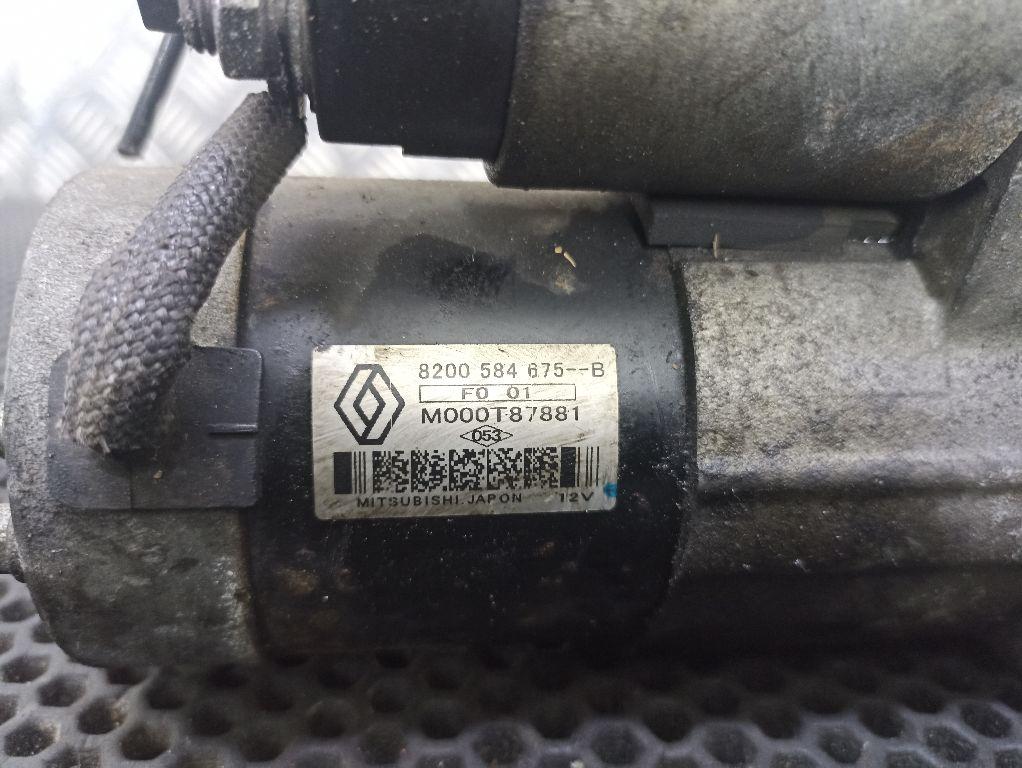 8200 584 675--B
F0 01
M000T87881
053
MITSUBISHI.JAPON 12V